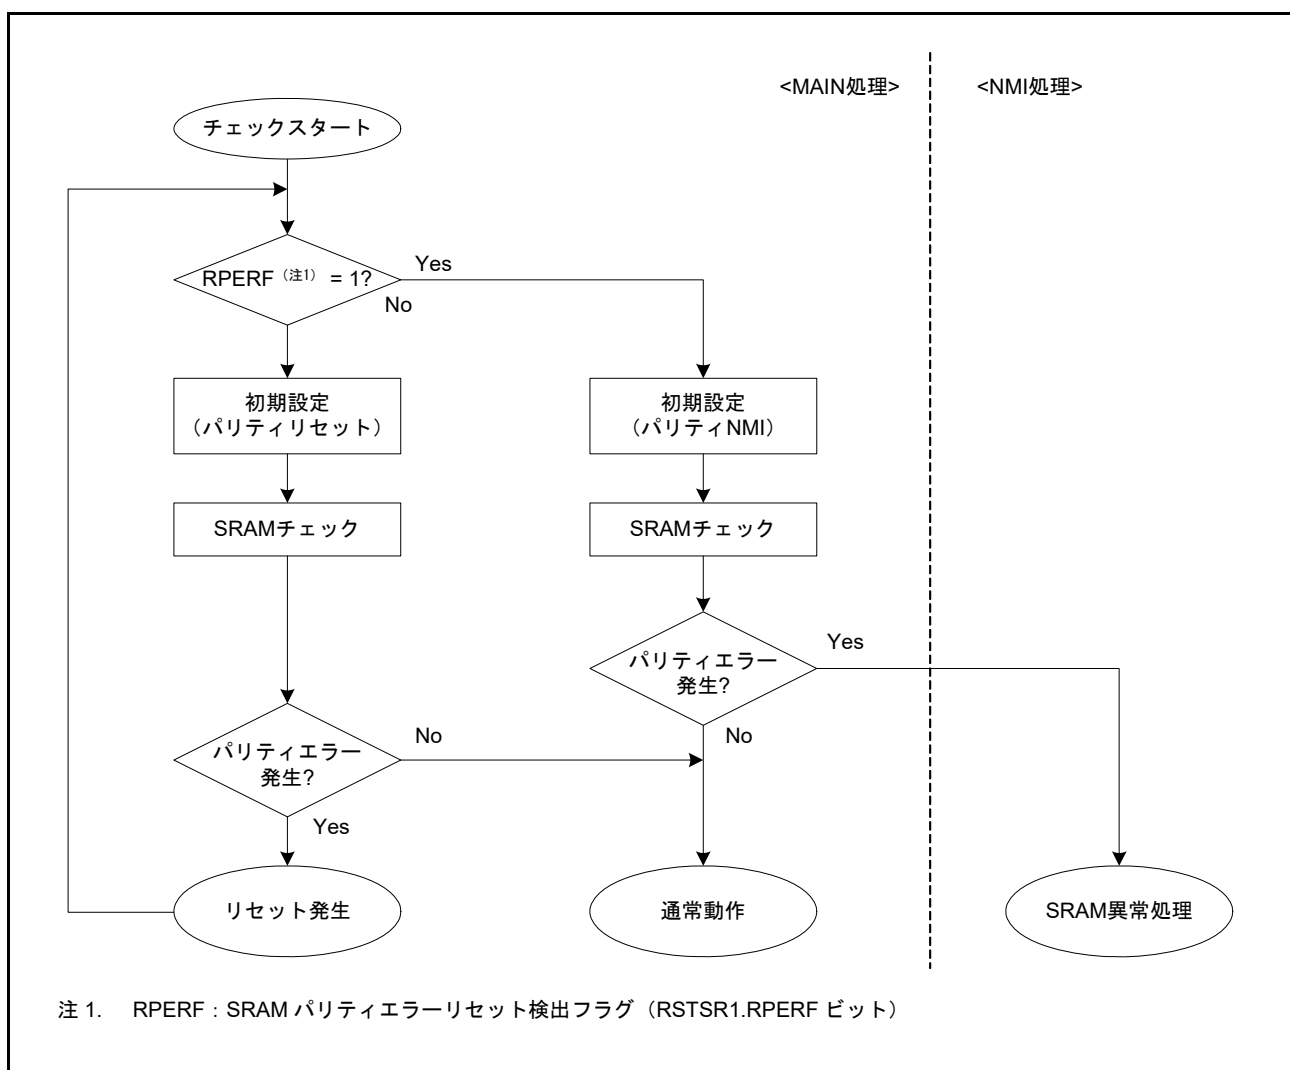 <MAIN処理>
<NMI処理>
チェックスタート
RPERF（注1） = 1?
Yes
No
初期設定
（パリティリセット）
初期設定
（パリティNMI）
SRAMチェック
SRAMチェック
パリティエラー
発生?
Yes
No
パリティエラー
発生?
No
Yes
リセット発生
通常動作
SRAM異常処理
注 1. RPERF：SRAM パリティエラーリセット検出フラグ（RSTSR1.RPERF ビット）